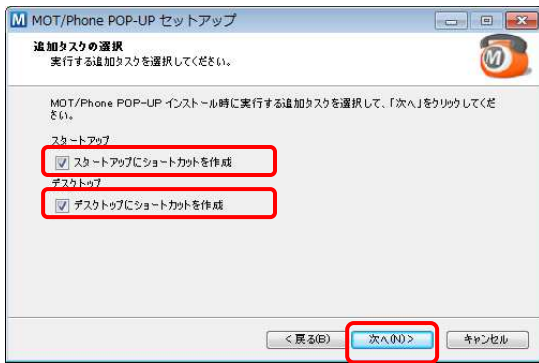 M MOT/Phone POP-UP セットアップ
追加タスクの選択
実行する追加タスクを選択してください。
M
MOT/Phone POP-UP インストール時に実行する追加タスクを選択して、「次へ」をクリックしてくだ
さい。
スタートアップ
スタートアップにショートカットを作成
デスクトップ
デスクトップにショートカットを作成
< 戻る(B) 次へ(N) > キャンセル